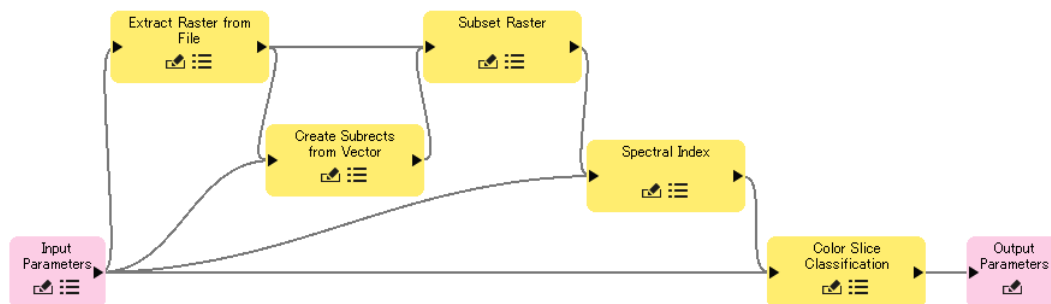 Extract Raster from
File
Subset Raster
Create Subrects
from Vector
Spectral Index
Input
Parameters
Color Slice
Classification
Output
Parameters